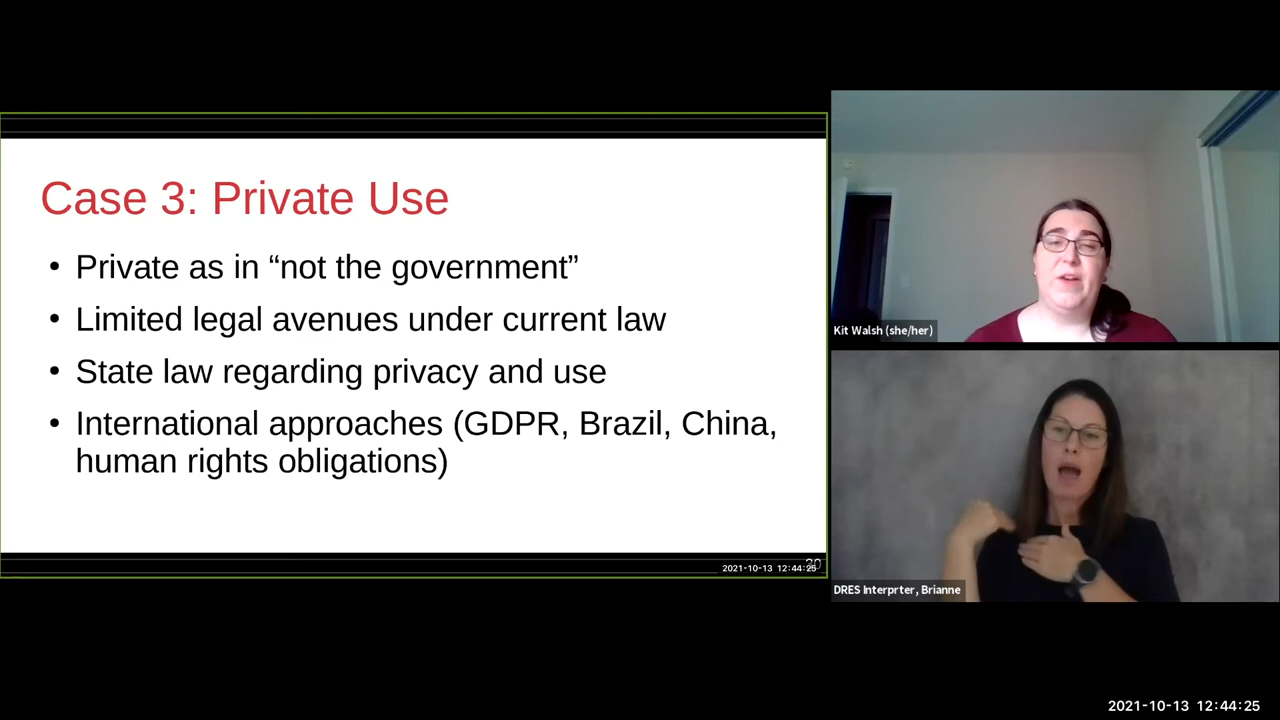 Case 3: Private Use
• Private as in “not the government”
• Limited legal avenues under current law
• State law regarding privacy and use
• International approaches (GDPR, Brazil, China,
human rights obligations)
2021-10-13 12:44:25
Kit Walsh (she/her)
DRES Interprter, Brianne
2021-10-13 12:44:25